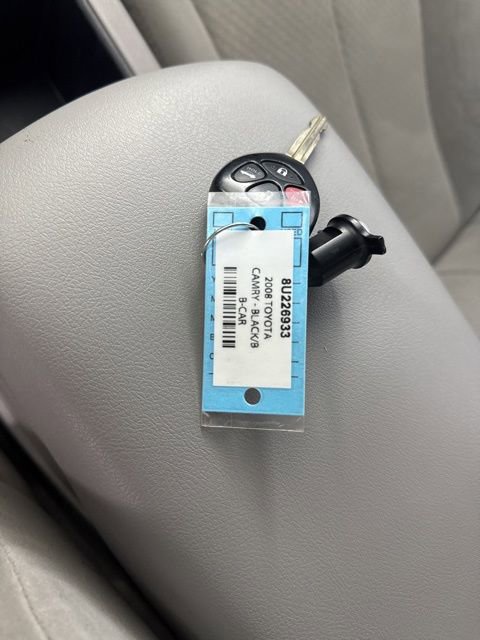 8U226933
2008 TOYOTA
CAMRY - BLACK/B
B-CAR